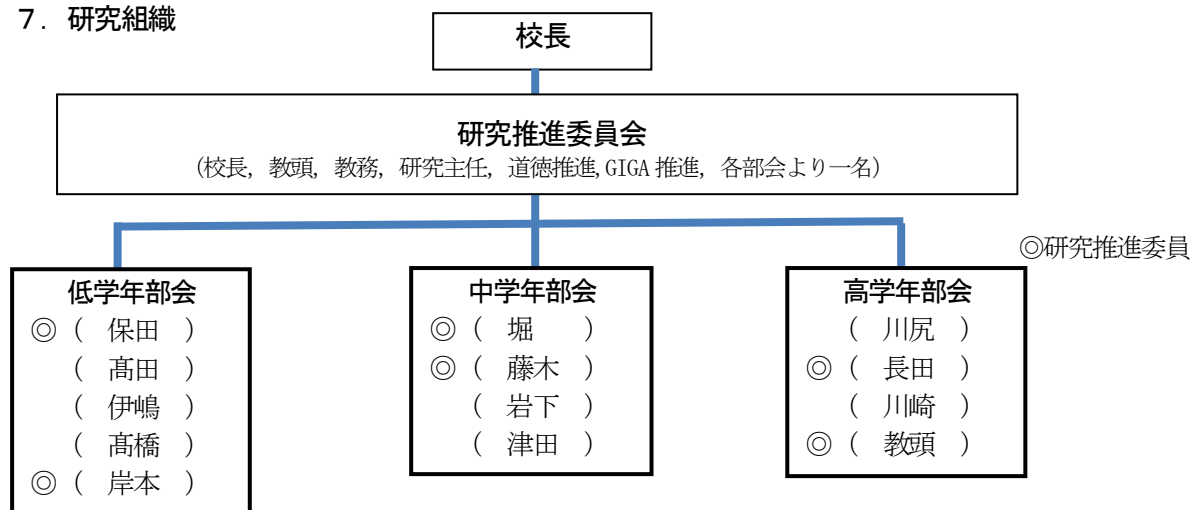 ７．研究組織
校長
研究推進委員会
（校長，教頭，教務，研究主任，道徳推進，GIGA推進，各部会より一名）
◎研究推進委員
低学年部会
◎（　保田　）
（　髙田　）
（　伊嶋　）
（　髙橋　）
◎（　岸本　）
中学年部会
◎（　堀　　）
◎（　藤木　）
（　岩下　）
（　津田　）
高学年部会
（　川尻　）
◎（　長田　）
（　川崎　）
◎（　教頭　）